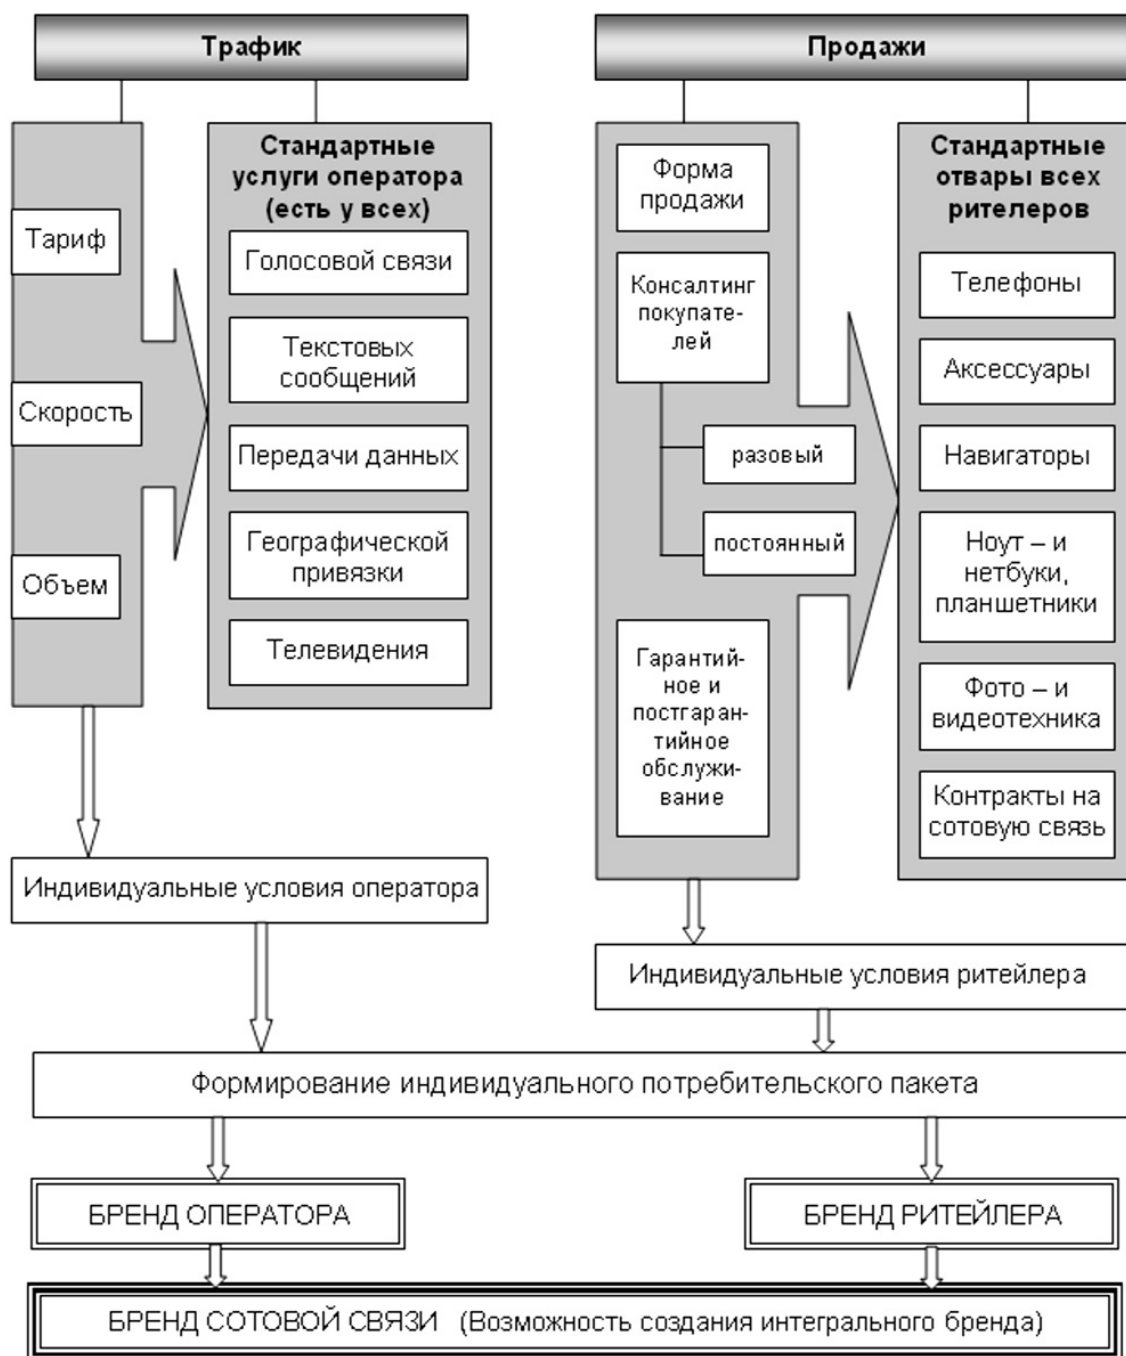 Трафик
Тариф
Скорость
Объем
Стандартные
услуги оператора
(есть у всех)
Голосовой связи
Текстовых
сообщений
Передачи данных
Географической
привязки
Телевидения
Индивидуальные условия оператора
Продажи
Форма
продажи
Консалтинг
покупате-
лей
разовый
постоянный
Гарантий-
ное и
постгаран-
тийное
обслужи-
вание
Стандартные
отвары всех
рителеров
Телефоны
Аксессуары
Навигаторы
Ноут – и
нетбуки,
планшетники
Фото – и
видеотехника
Контракты на
сотовую связь
Индивидуальные условия ритейлера
Формирование индивидуального потребительского пакета
БРЕНД ОПЕРАТОРА
БРЕНД РИТЕЙЛЕРА
БРЕНД СОТОВОЙ СВЯЗИ (Возможность создания интегрального бренда)